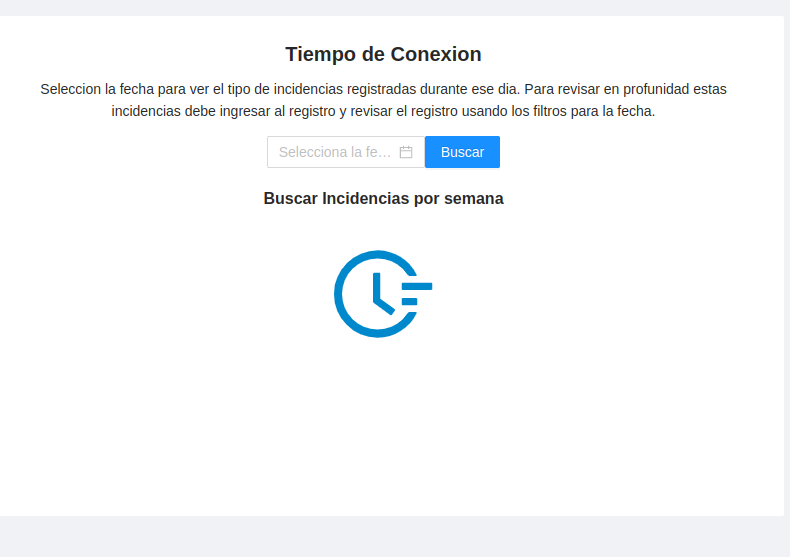 Tiempo de Conexion
Seleccion la fecha para ver el tipo de incidencias registradas durante ese dia. Para revisar en profundidad estas
incidencias debe ingresar al registro y revisar el registro usando los filtros para la fecha.
Selecciona la fe... Buscar
Buscar Incidencias por semana